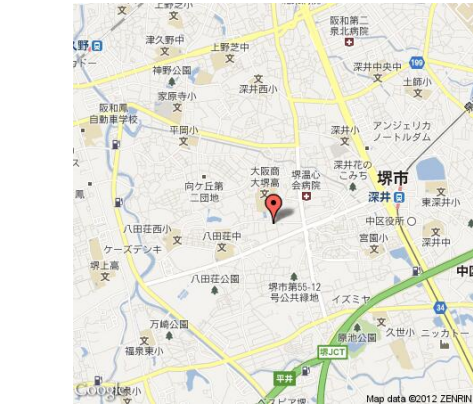 上野芝小
上野芝中
阪和第二
泉北病院
津久野中
久野
神野公園
深井中央中
199
土師小
家原寺小
深井西小
阪和鳳
自動車学校
平岡小
深井小
アンジェリカ
ノートルダム
大阪商
大堺高
堺温心
会病院
深井花の
こみち
堺市
向ケ丘第
二団地
鳳
深井
東深井小
中区役所
八田荘西小
八田荘中
宮園小
深井中
ケーズデンキ
堺上高
八田荘公園
堺市第55-12
号公共緑地
中区
イズミヤ
34
万崎公園
福泉東小
原池公園
久世小
ニッカトー
堺JCT
平井
Google
Map data ©2012 ZENRIN